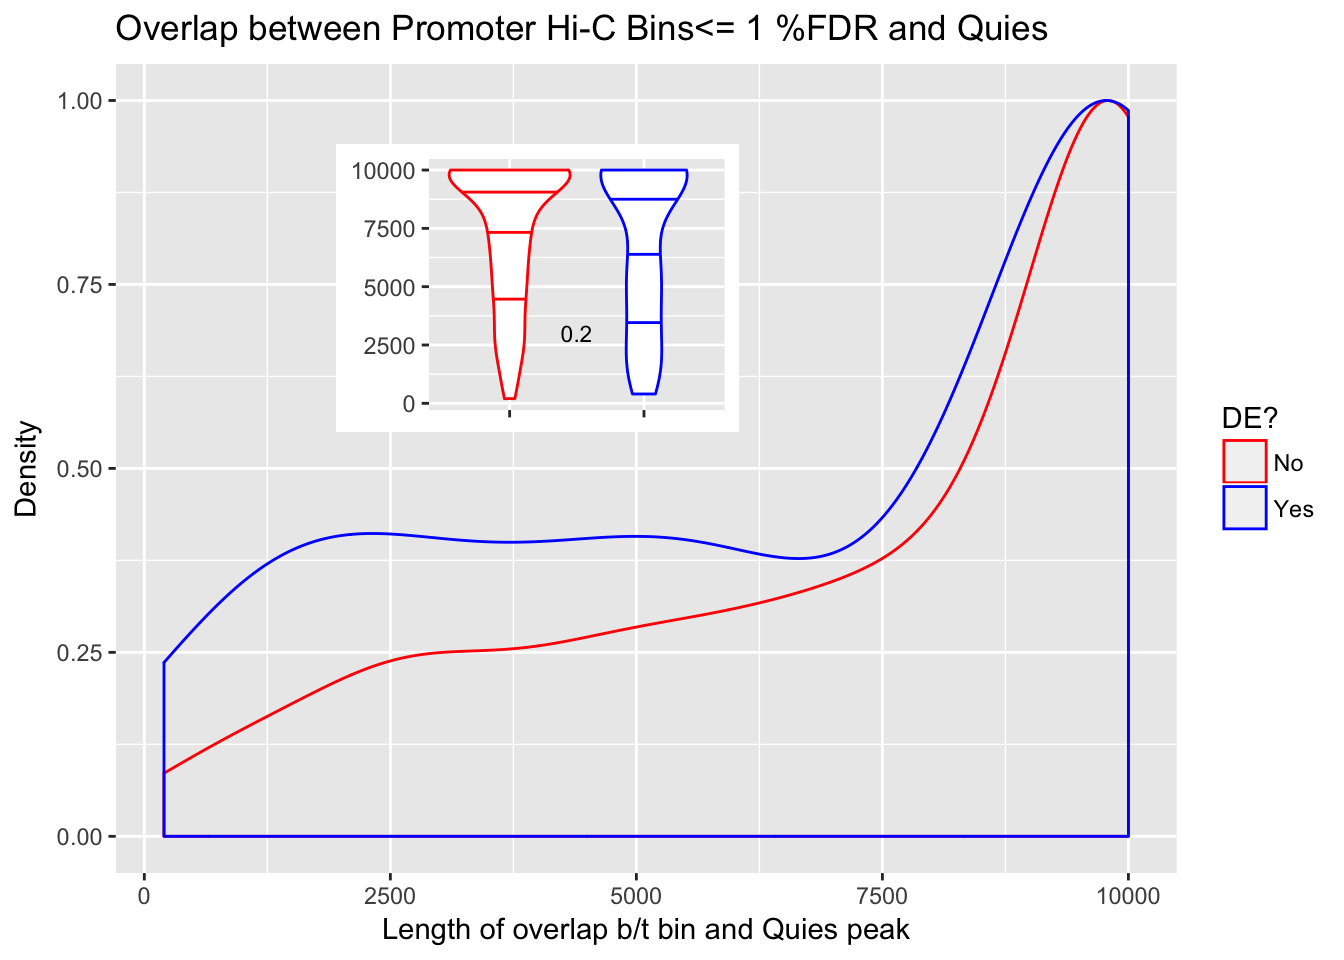 Overlap between Promoter Hi-C Bins<= 1 %FDR and Quies
1.00
0.75
0.50
0.25
0.00
Density
10000
7500
5000
2500
0
0.2
DE?
No
Yes
0 2500 5000 7500 10000
Length of overlap b/t bin and Quies peak